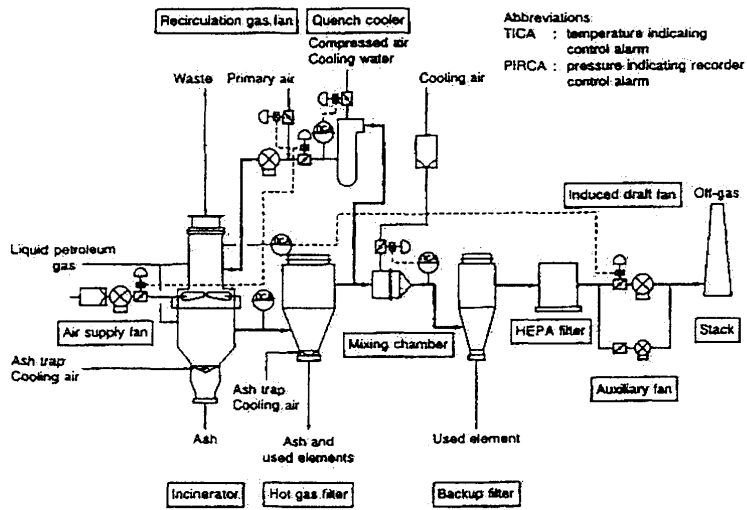 Recirculation gas fan
Quench cooler
Abbreviations:
TICA : temperature indicating
control alarm
PIRCA : pressure indicating recorder
control alarm
Compressed air
Cooling water
Waste
Primary air
Cooling air
Induced draft fan
Off-gas
Liquid petroleum
gas
Air supply fan
Mixing chamber
HEPA filter
Stack
Ash trap
Cooling air
Ash trap
Cooling air
Auxiliary fan
Ash
Ash and
used elements
Used element
Incinerator
Hot gas filter
Backup filter